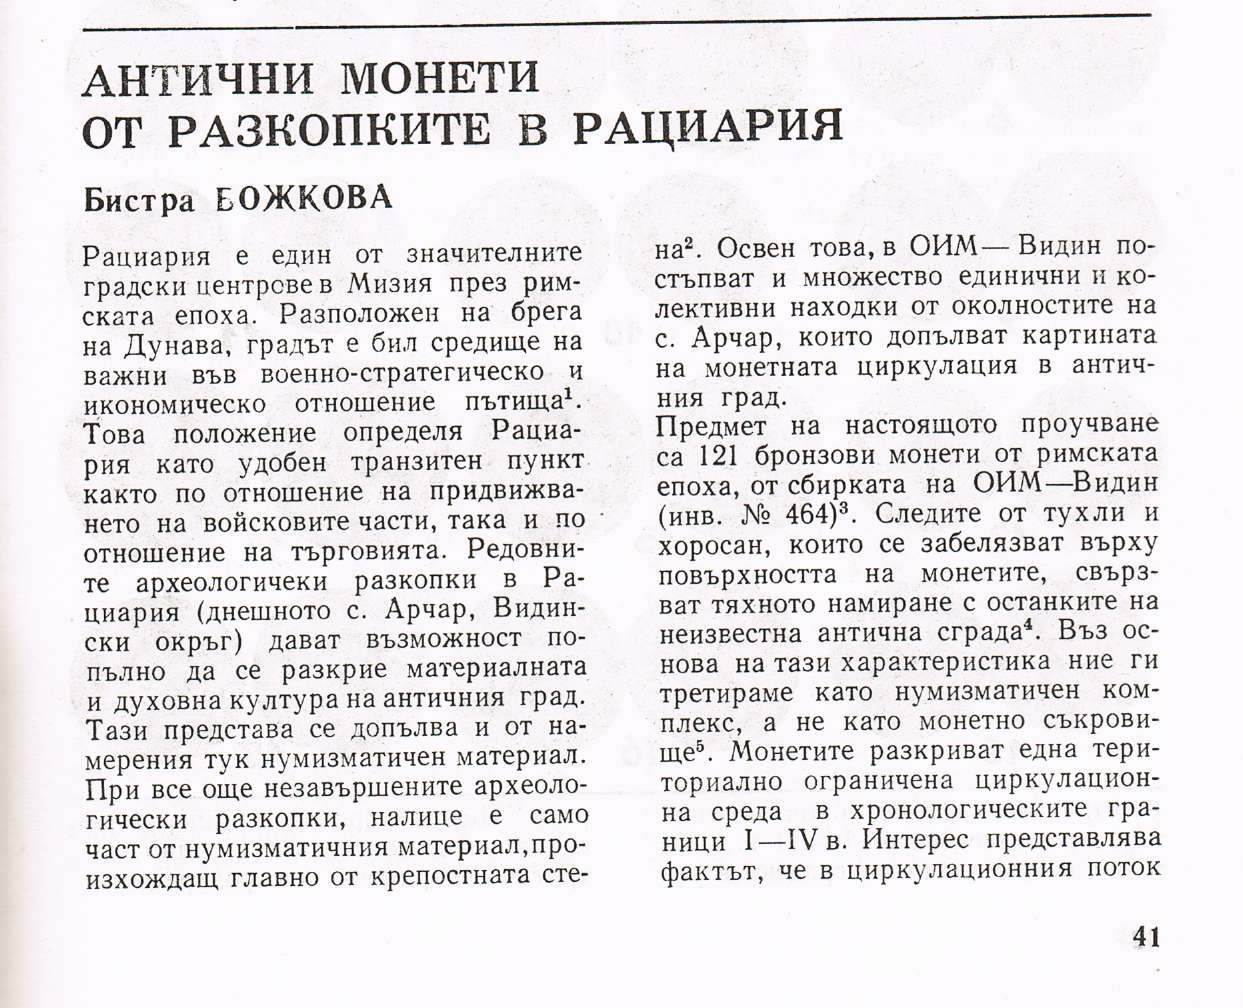 АНТИЧНИ МОНЕТИ
ОТ РАЗКОПКИТЕ В РАЦИАРИЯ
Бистра БОЖКОВА
Рациария е един от значителните
градски центрове в Мизия през рим-
ската епоха. Разположен на брега
на Дунава, градът е бил средище на
важни във военно-стратегическо и
икономическо отношение пътища¹.
Това положение определя Рациа-
рия като удобен транзитен пункт
както по отношение на придвижва-
нето на войсковите части, така и по
отношение на търговията. Редовни-
те археологичеки разкопки в Ра-
циария (днешното с. Арчар, Видин-
ски окръг) дават възможност по-
пълно да се разкрие материалната
и духовна култура на античния град.
Тази представа се допълва и от на-
мерения тук нумизматичен материал.
При все още незавършените археоло-
гически разкопки, налице е само
част от нумизматичния материал,про-
изхождащ главно от крепостната сте-
на². Освен това, в ОИМ—Видин по-
стъпват и множество единични и ко-
лективни находки от околностите на
с. Арчар, които допълват картината
на монетната циркулация в антич-
ния град.
Предмет на настоящото проучване
са 121 бронзови монети от римската
епоха, от сбирката на ОИМ—Видин
(инв. № 464)³. Следите от тухли и
хоросан, които се забелязват върху
повърхността на монетите, свърз-
ват тяхното намиране с останките на
неизвестна антична сграда⁴. Въз ос-
нова на тази характеристика ние ги
третираме като нумизматичен ком-
плекс, а не като монетно съкрови-
ще⁵. Монетите разкриват една тери-
ториално ограничена циркулацион-
на среда в хронологическите гра-
ници I—IV в. Интерес представлява
фактът, че в циркулационния поток
41